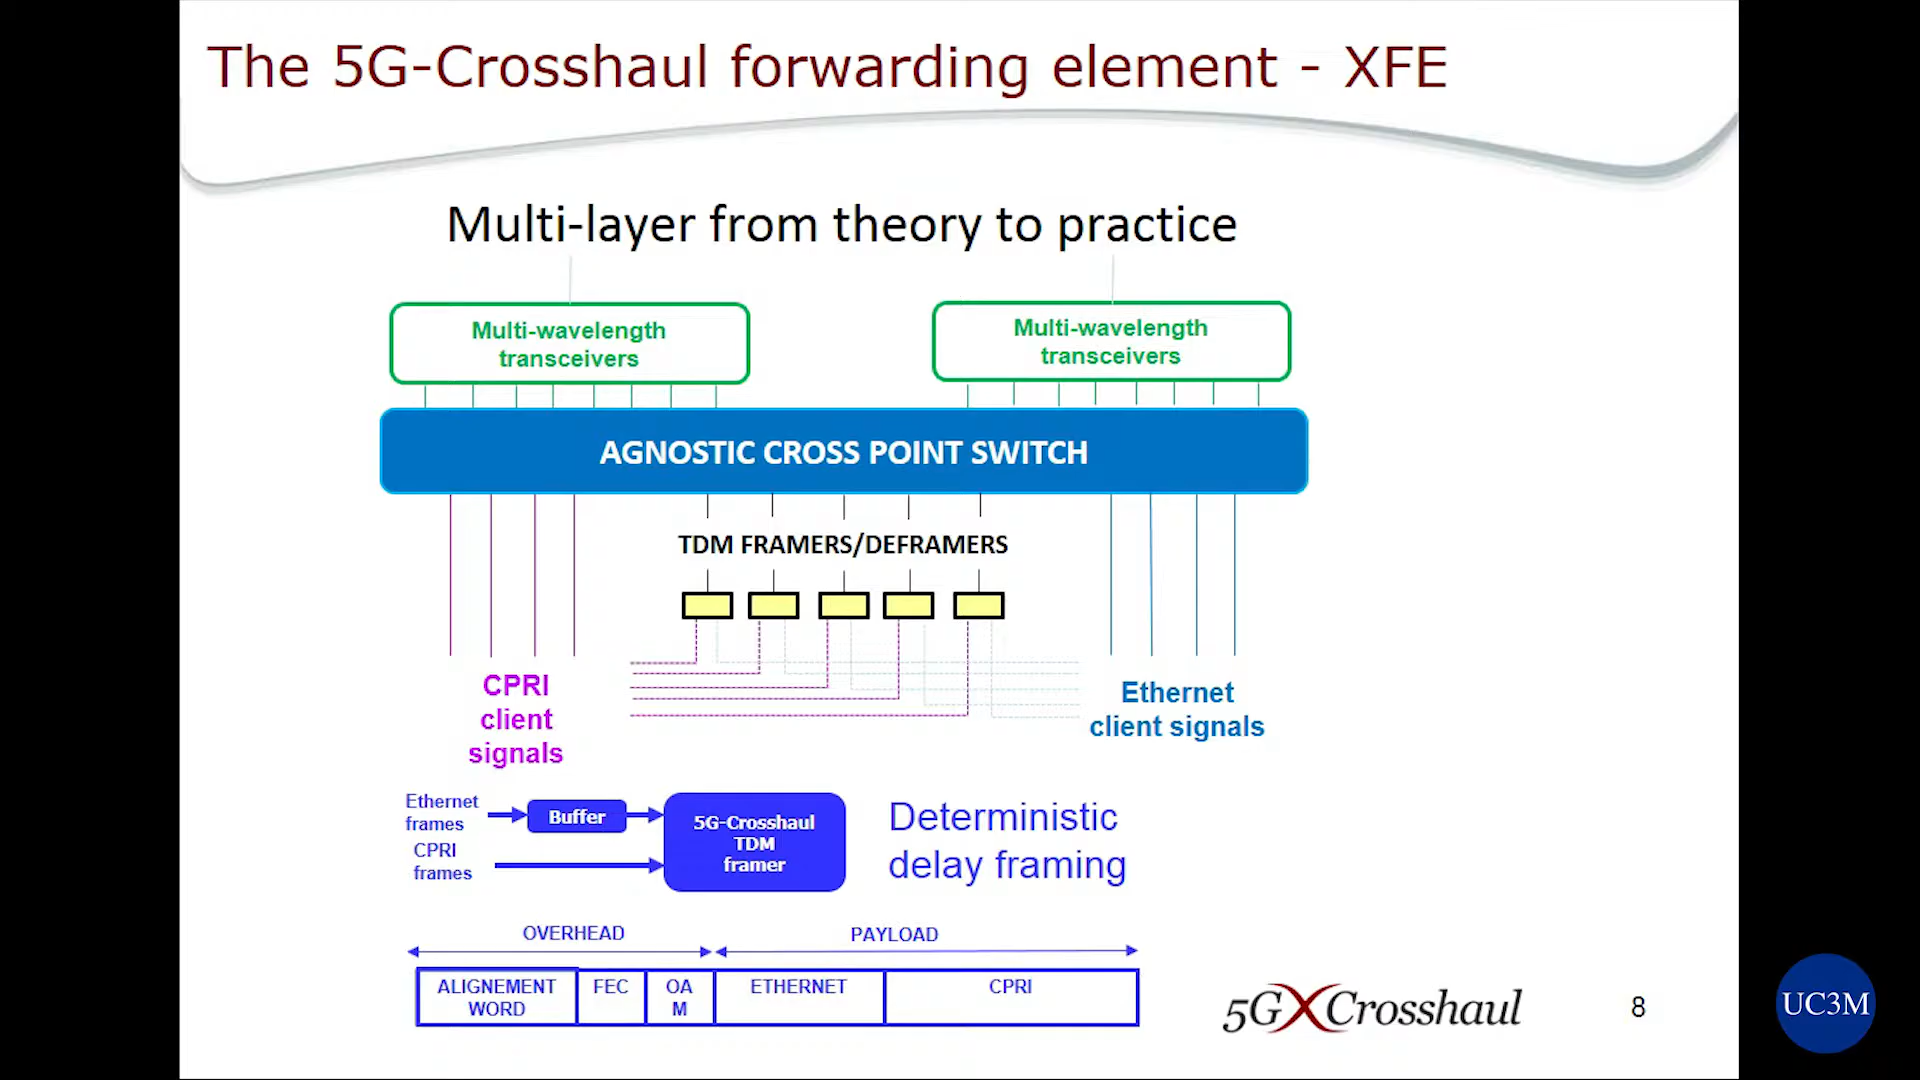 The 5G-Crosshaul forwarding element - XFE
Multi-layer from theory to practice
Multi-wavelength
transceivers
Multi-wavelength
transceivers
AGNOSTIC CROSS POINT SWITCH
TDM FRAMERS/DEFRAMERS
CPRI
client
signals
Ethernet
client signals
Ethernet
frames
Buffer
CPRI
frames
5G-Crosshaul
TDM
framer
Deterministic
delay framing
OVERHEAD
PAYLOAD
ALIGNEMENT
WORD
FEC
OA
M
ETHERNET
CPRI
5GXCrosshaul
8
UC3M